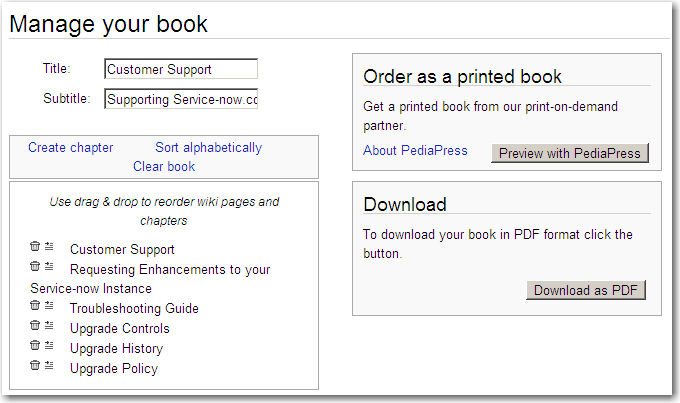 Manage your book
Title: Customer Support
Subtitle: Supporting Service-now.co
Create chapter Sort alphabetically
Clear book
Use drag & drop to reorder wiki pages and
chapters
Customer Support
Requesting Enhancements to your
Service-now Instance
Troubleshooting Guide
Upgrade Controls
Upgrade History
Upgrade Policy
Order as a printed book
Get a printed book from our print-on-demand
partner.
About PediaPress Preview with PediaPress
Download
To download your book in PDF format click the
button.
Download as PDF